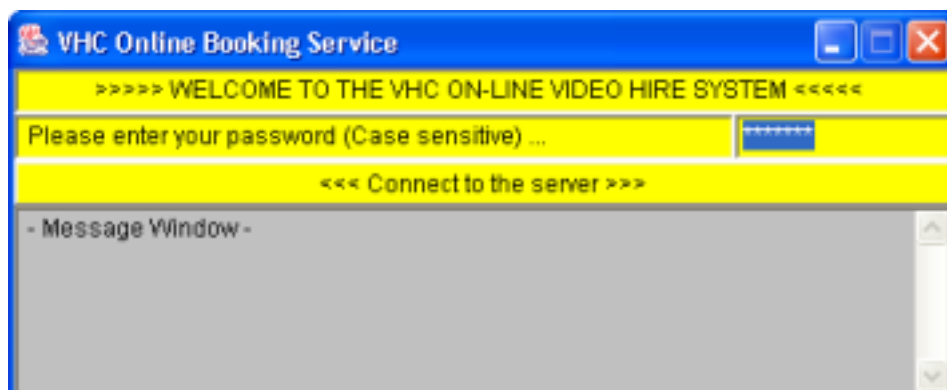 VHC Online Booking Service
>>>>> WELCOME TO THE VHC ON-LINE VIDEO HIRE SYSTEM <<<<<
Please enter your password (Case sensitive) ... *******
<<< Connect to the server >>>
- Message Window -